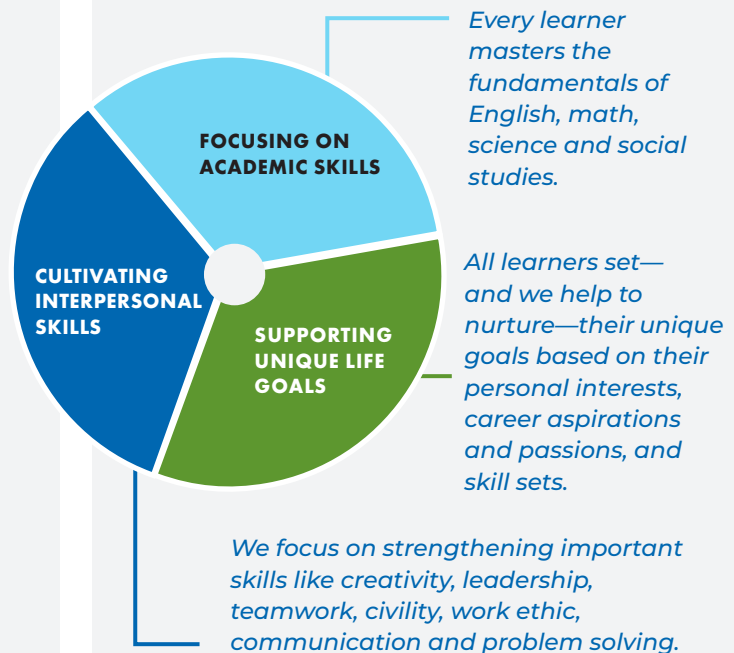 Every learner
masters the
fundamentals of
English, math,
science and social
studies.
FOCUSING ON
ACADEMIC SKILLS
All learners set—
and we help to
nurture—their unique
goals based on their
personal interests,
career aspirations
and passions, and
skill sets.
CULTIVATING
INTERPERSONAL
SKILLS
SUPPORTING
UNIQUE LIFE
GOALS
We focus on strengthening important
skills like creativity, leadership,
teamwork, civility, work ethic,
communication and problem solving.